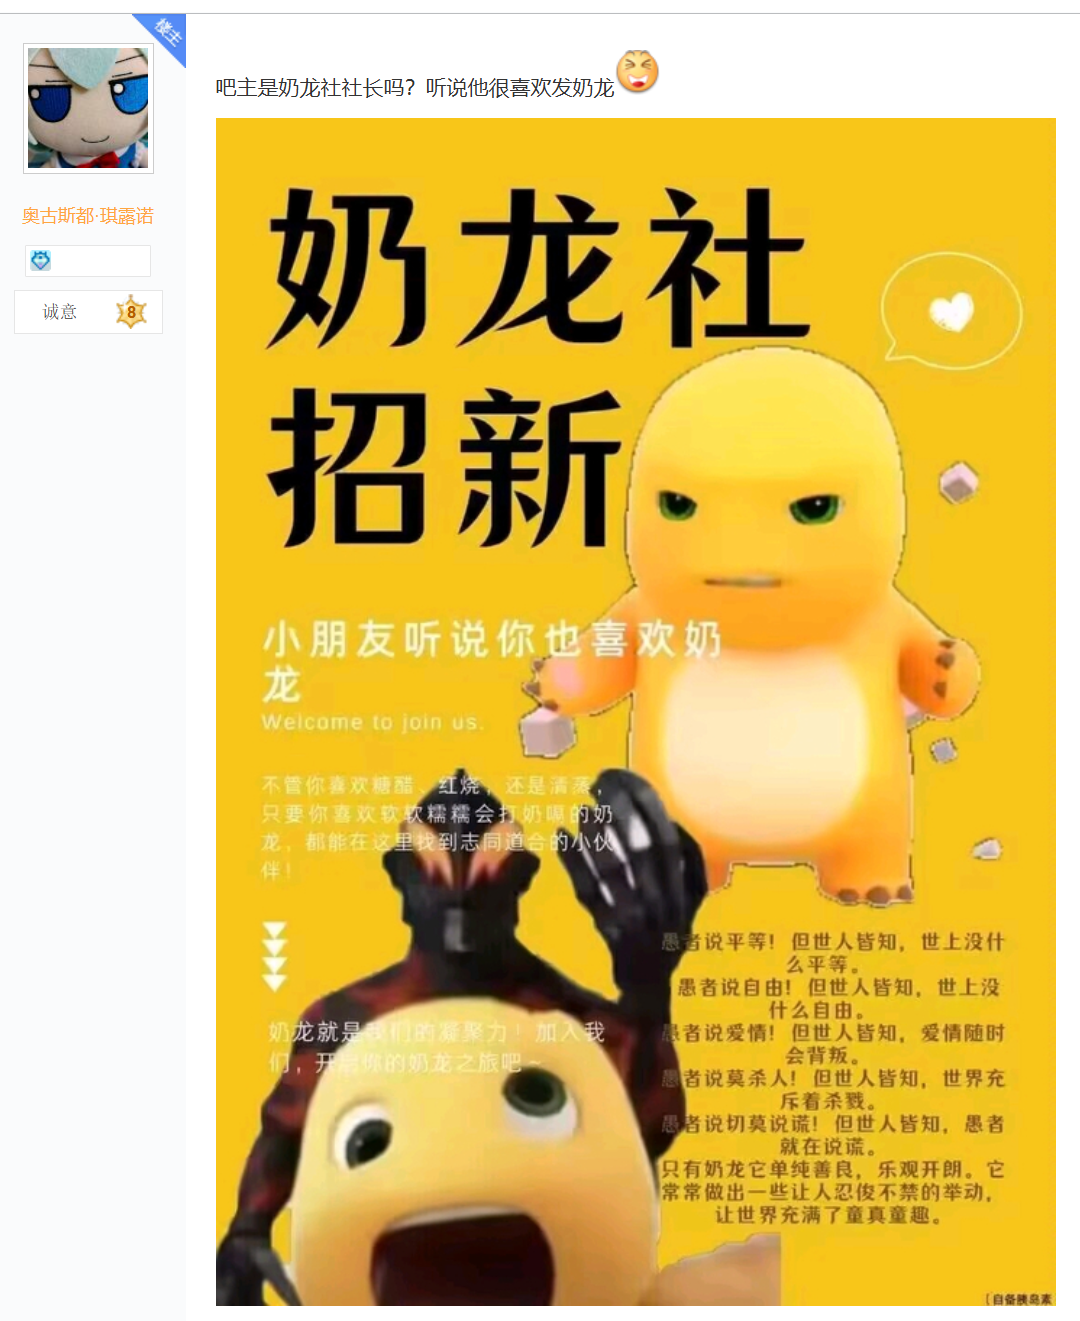 楼主
吧主是奶龙社社长吗？听说他很喜欢发奶龙
奥古斯都·琪露诺
诚意 8
奶龙社
招新
小朋友听说你也喜欢奶
龙
Welcome to join us.
不管你喜欢糖醋、红烧，还是清蒸，
只要你喜欢软软糯糯会打奶嗝的奶
龙，都能在这里找到志同道合的小伙
伴！
奶龙就是我们的凝聚力！加入我
们，开启你的奶龙之旅吧~
愚者说平等！但世人皆知，世上没什
么平等。
愚者说自由！但世人皆知，世上没
什么自由。
愚者说爱情！但世人皆知，爱情随时
会背叛。
愚者说莫杀人！但世人皆知，世界充
斥着杀戮。
愚者说切莫说谎！但世人皆知，愚者
就在说谎。
只有奶龙它单纯善良，乐观开朗。它
常常做出一些让人忍俊不禁的举动，
让世界充满了童真童趣。
（自备胰岛素